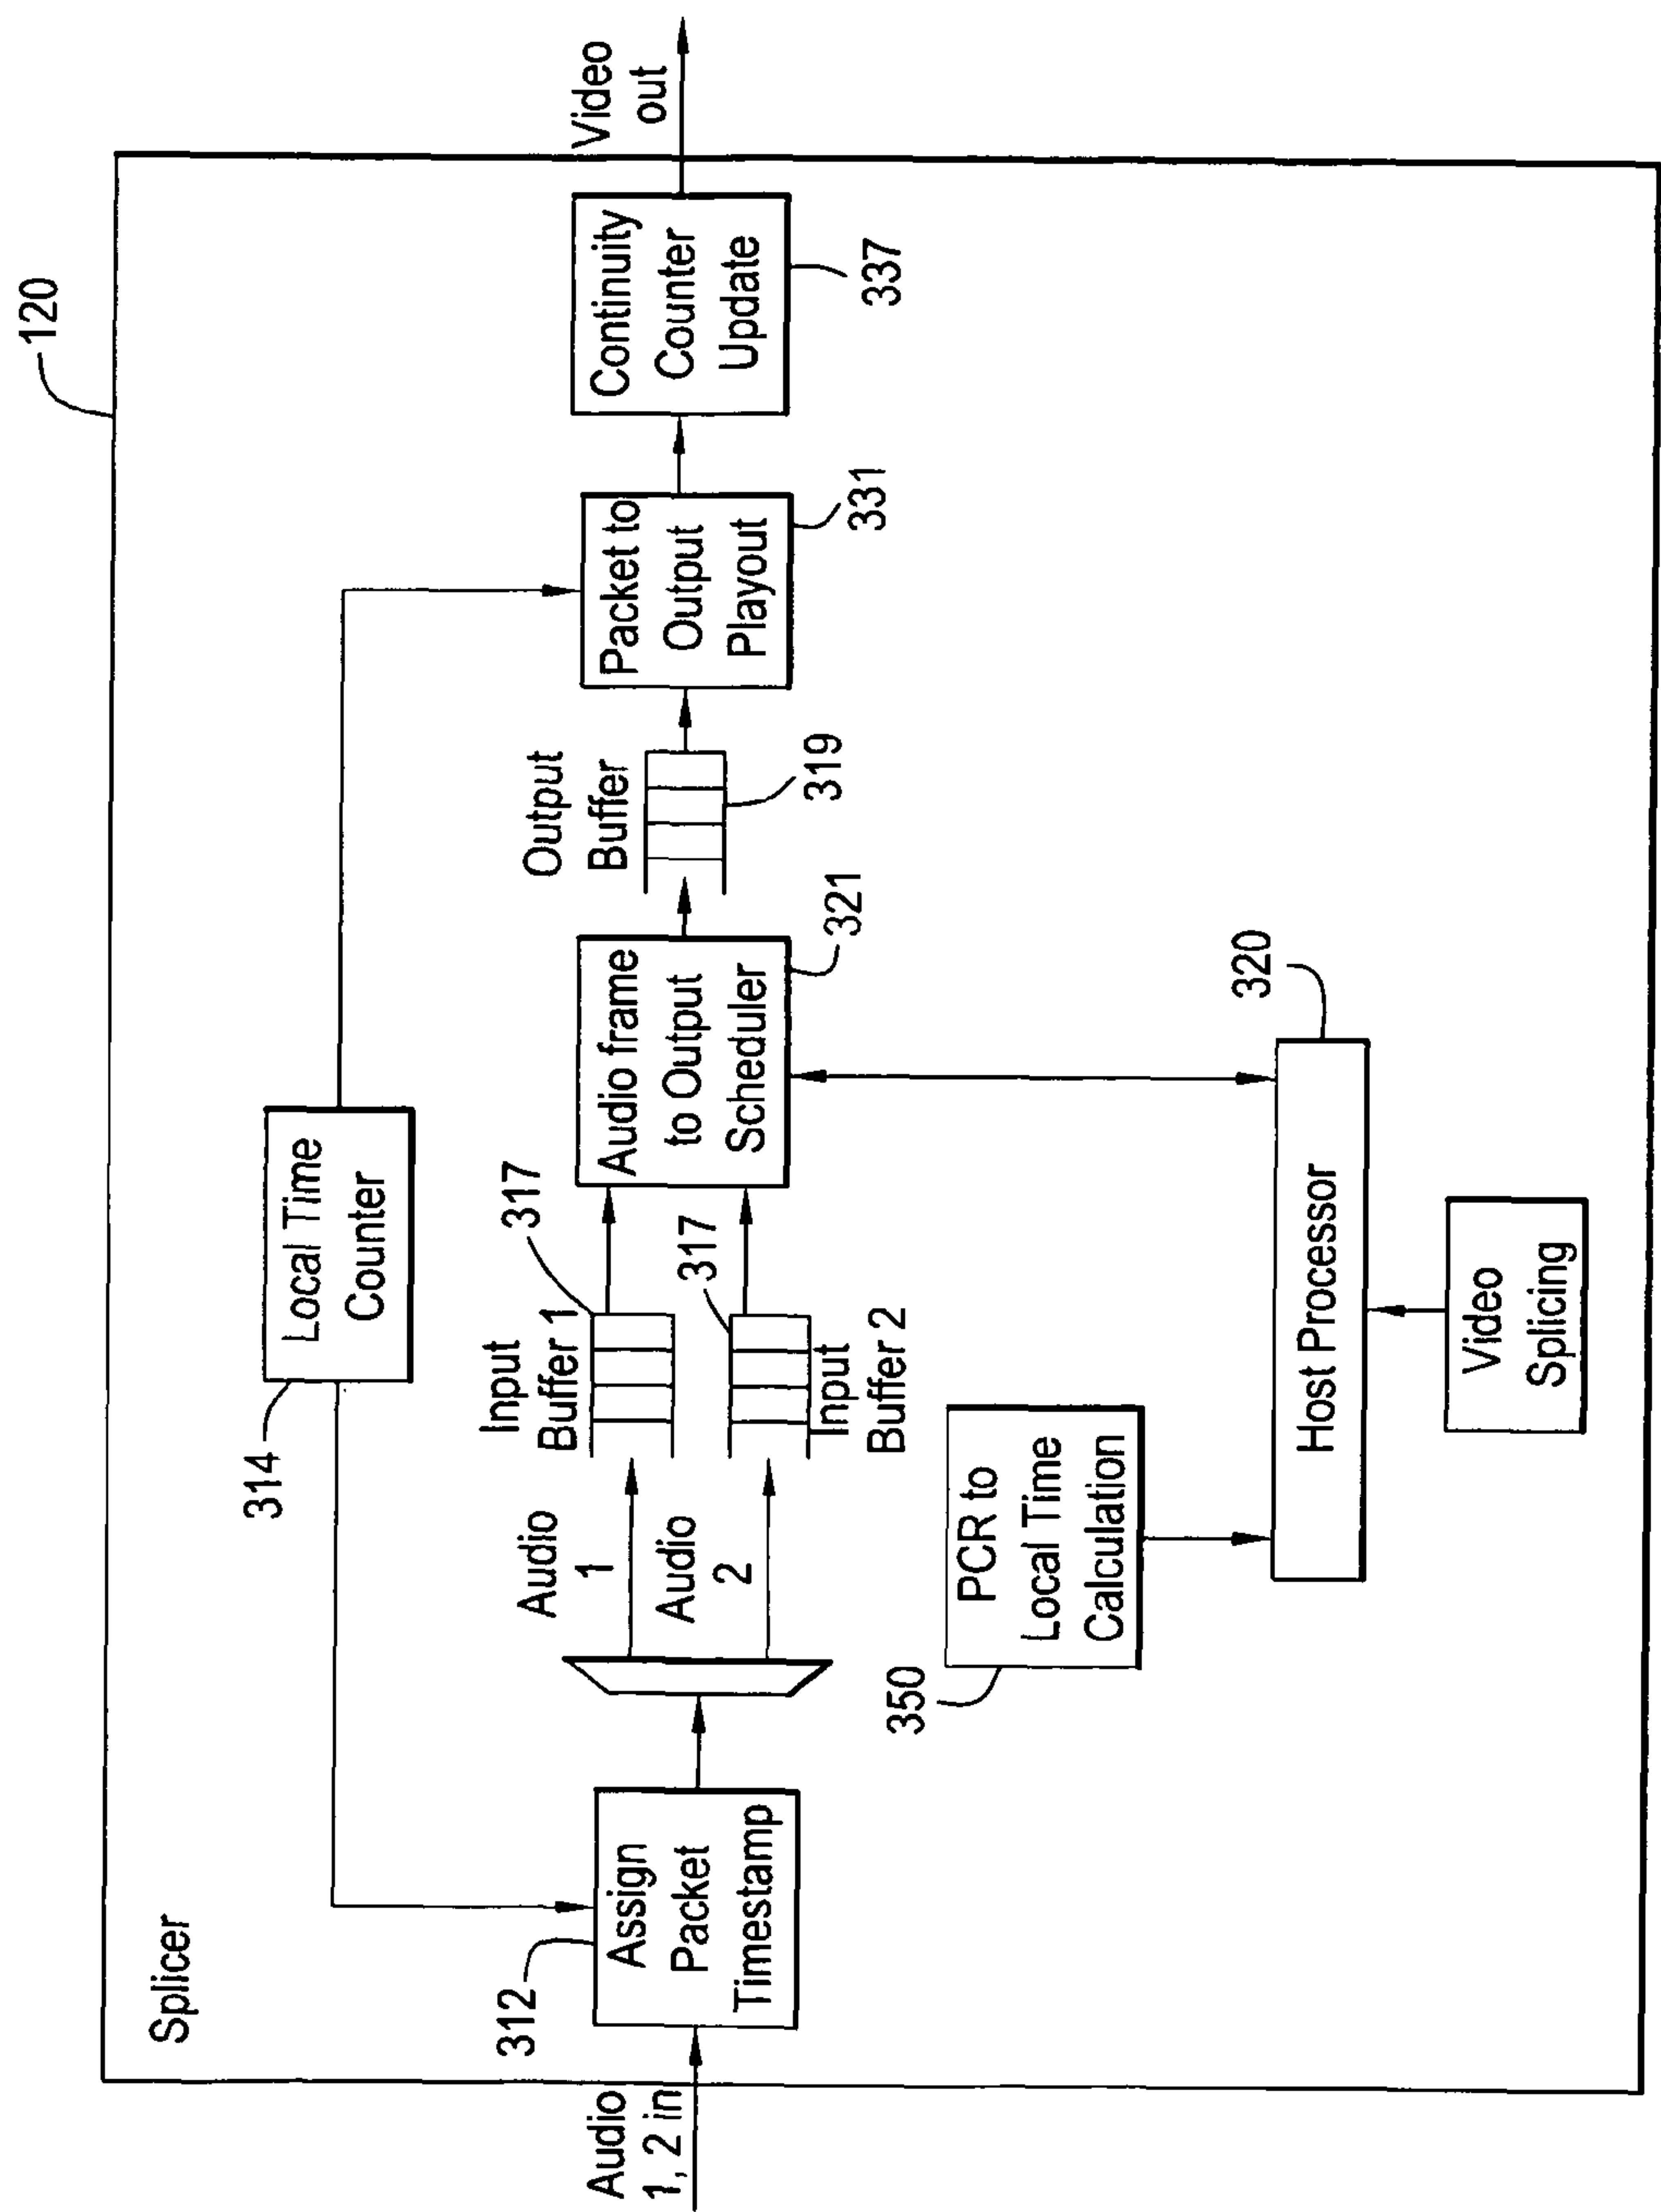 120
Splicer
Local Time
Counter
314
Audio
1, 2 in
Assign
Packet
Timestamp
312
Audio
1
Audio
2
Input
Buffer 1
317
317
Input
Buffer 2
Audio frame
to Output
Scheduler
321
Output
Buffer
319
Packet to
Output
Playout
331
Continuity
Counter
Update
337
Video
out
PCR to
Local Time
Calculation
350
Host Processor
320
Video
Splicing